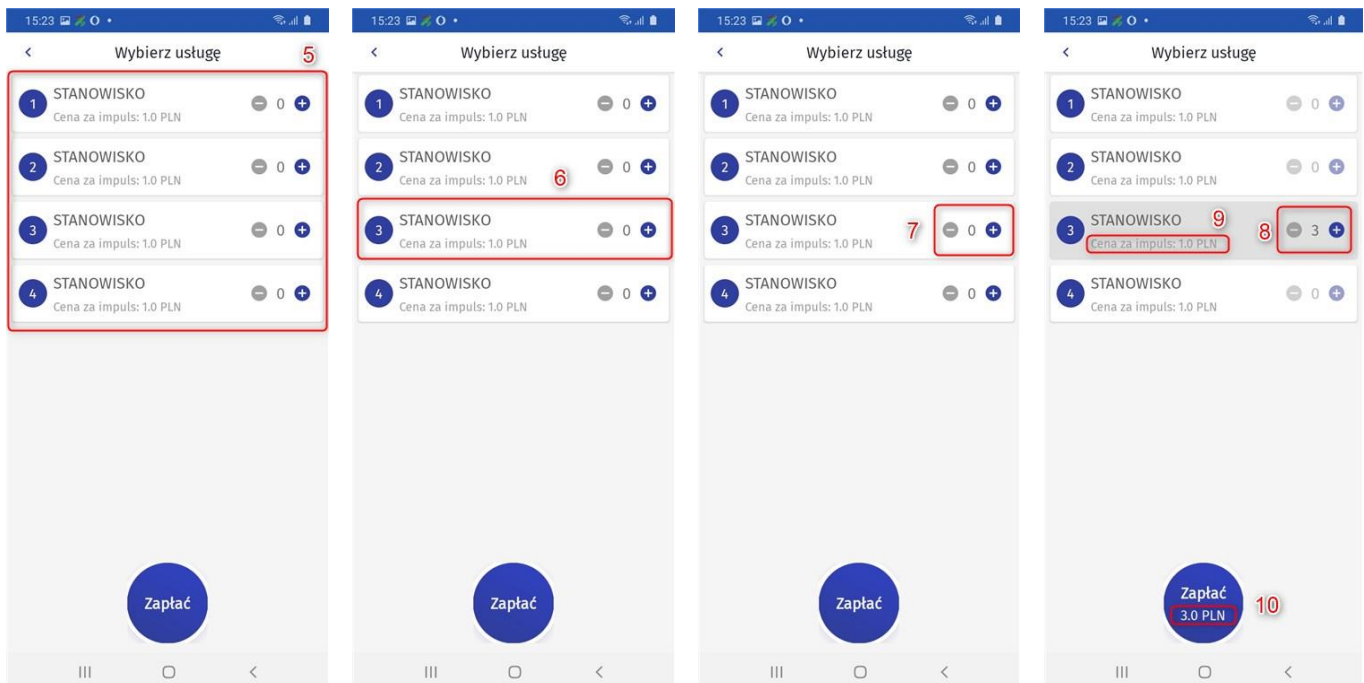 15:23
Wybierz usługę
5
1 STANOWISKO 0
Cena za impuls: 1.0 PLN
2 STANOWISKO 0
Cena za impuls: 1.0 PLN
3 STANOWISKO 0
Cena za impuls: 1.0 PLN
4 STANOWISKO 0
Cena za impuls: 1.0 PLN
Zapłać
15:23
Wybierz usługę
1 STANOWISKO 0
Cena za impuls: 1.0 PLN
2 STANOWISKO 0
Cena za impuls: 1.0 PLN
6
3 STANOWISKO 0
Cena za impuls: 1.0 PLN
4 STANOWISKO 0
Cena za impuls: 1.0 PLN
Zapłać
15:23
Wybierz usługę
1 STANOWISKO 0
Cena za impuls: 1.0 PLN
2 STANOWISKO 0
Cena za impuls: 1.0 PLN
3 STANOWISKO 7 0
Cena za impuls: 1.0 PLN
4 STANOWISKO 0
Cena za impuls: 1.0 PLN
Zapłać
15:23
Wybierz usługę
1 STANOWISKO 0
Cena za impuls: 1.0 PLN
2 STANOWISKO 0
Cena za impuls: 1.0 PLN
3 STANOWISKO 9 8 3
Cena za impuls: 1.0 PLN
4 STANOWISKO 0
Cena za impuls: 1.0 PLN
Zapłać
3.0 PLN
10